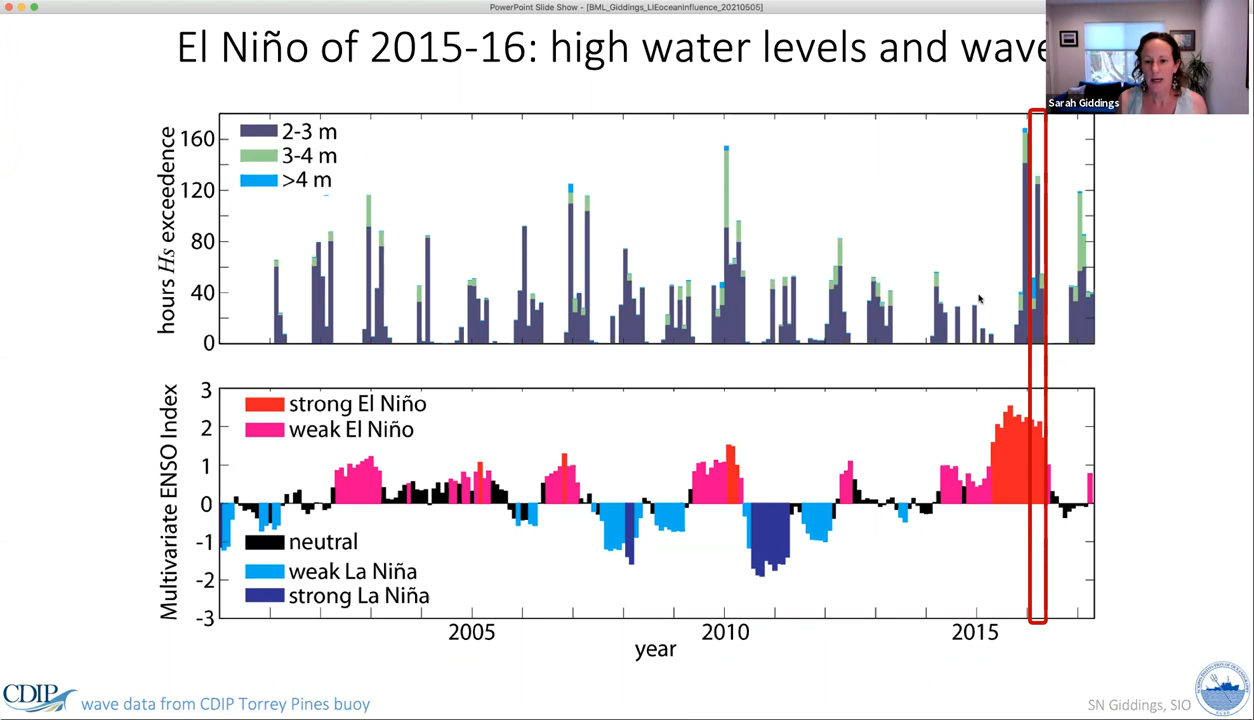 PowerPoint Slide Show - [BML_Giddings_LIEoceanInfluence_20210505]
El Niño of 2015-16: high water levels and wave
Sarah Giddings
hours Hs exceedence
160
120
80
40
0
2-3 m
3-4 m
>4 m
Multivariate ENSO Index
3
2
1
0
-1
-2
-3
strong El Niño
weak El Niño
neutral
weak La Niña
strong La Niña
2005
2010
2015
year
CDIP
wave data from CDIP Torrey Pines buoy
SN Giddings, SIO